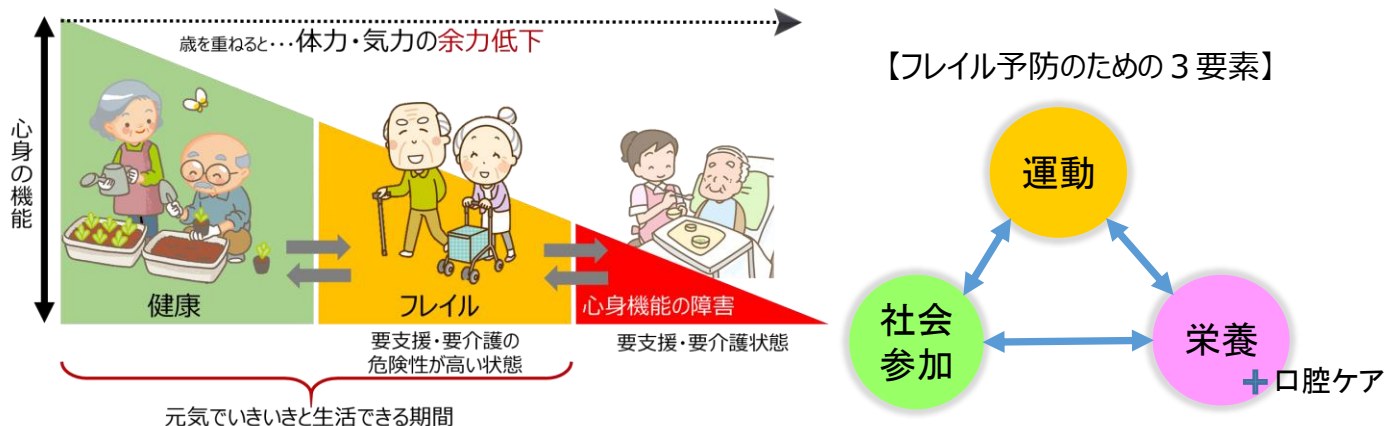 歳を重ねると･･･体力・気力の余力低下
心身の機能
健康
フレイル
心身機能の障害
要支援・要介護の
危険性が高い状態
要支援・要介護状態
元気でいきいきと生活できる期間
【フレイル予防のための３要素】
運動
社会
参加
栄養
+口腔ケア